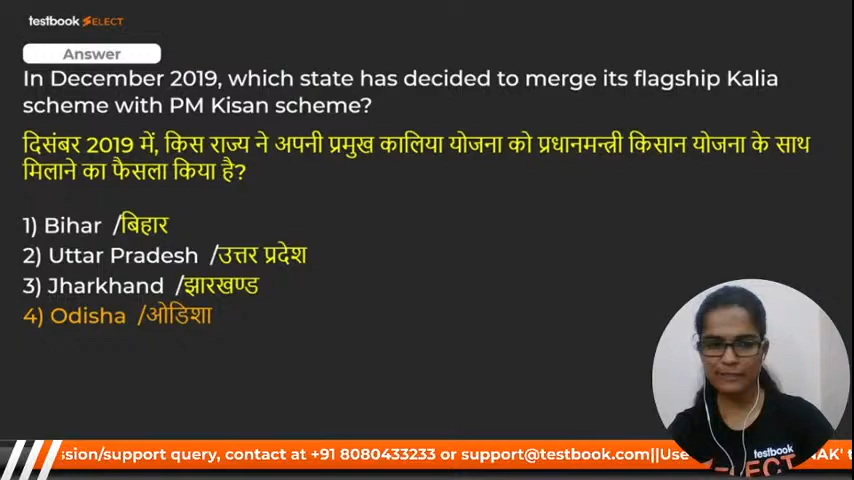 testbook SELECT
Answer
In December 2019, which state has decided to merge its flagship Kalia
scheme with PM Kisan scheme?
दिसंबर 2019 में, किस राज्य ने अपनी प्रमुख कालिया योजना को प्रधानमन्त्री किसान योजना के साथ
मिलाने का फैसला किया है?
1) Bihar /बिहार
2) Uttar Pradesh /उत्तर प्रदेश
3) Jharkhand /झारखण्ड
4) Odisha /ओडिशा
testbook
ssion/support query, contact at +91 8080433233 or support@testbook.com||Use